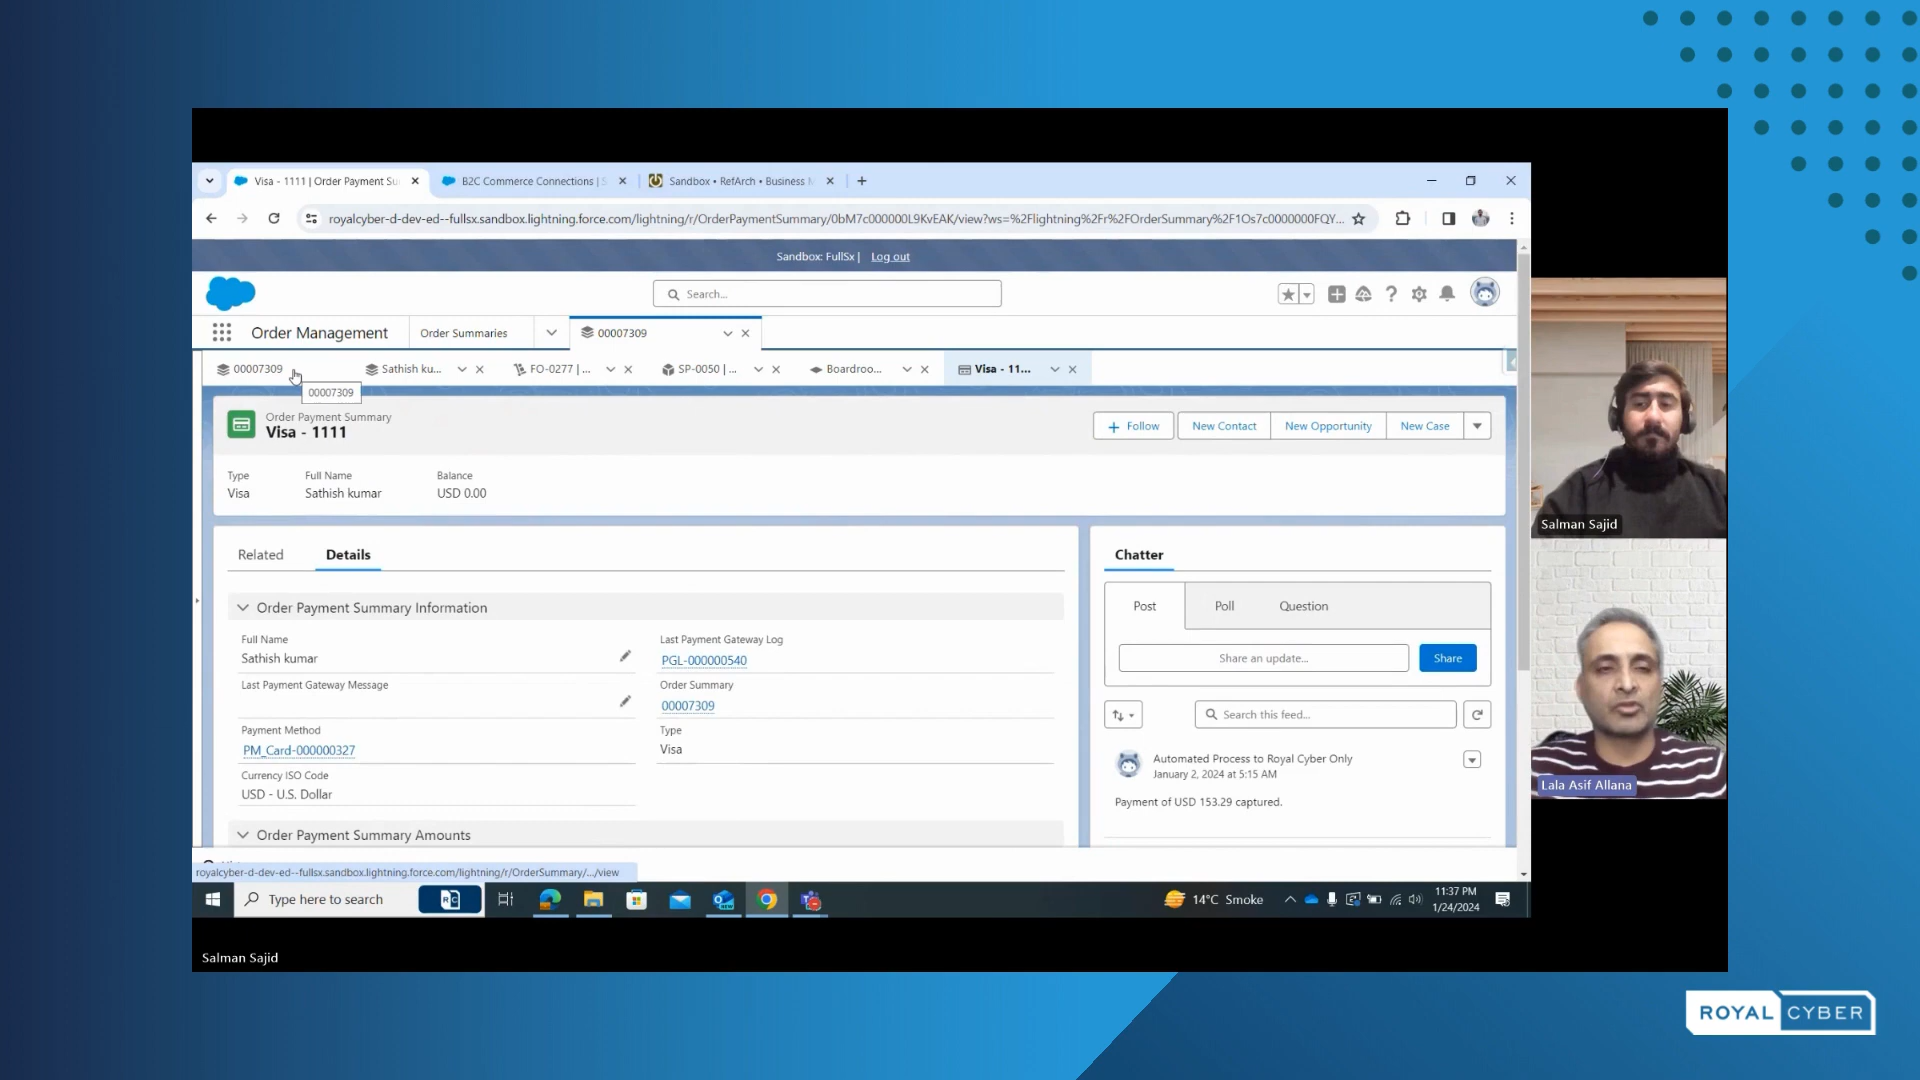 Visa - 1111 | Order Payment Su
B2C Commerce Connections | S
Sandbox • RefArch • Business M
royalcyber-d-dev-ed--fullsx.sandbox.lightning.force.com/lightning/r/OrderPaymentSummary/0bM7c000000L9KvEAK/view?ws=%2Flightning%2Fr%2FOrderSummary%2F1Os7c0000000FQY...
Sandbox: FullSx | Log out
Search...
Order Management
Order Summaries
00007309
00007309
Sathish ku...
FO-0277 | ...
SP-0050 | ...
Boardroo...
Visa - 11...
00007309
Order Payment Summary
Visa - 1111
Follow
New Contact
New Opportunity
New Case
Type
Full Name
Balance
Visa
Sathish kumar
USD 0.00
Related
Details
Order Payment Summary Information
Full Name
Sathish kumar
Last Payment Gateway Log
PGL-000000540
Last Payment Gateway Message
Order Summary
00007309
Payment Method
PM_Card-000000327
Type
Visa
Currency ISO Code
USD - U.S. Dollar
Order Payment Summary Amounts
Chatter
Post
Poll
Question
Share an update...
Share
Search this feed...
Automated Process to Royal Cyber Only
January 2, 2024 at 5:15 AM
Payment of USD 153.29 captured.
royalcyber-d-dev-ed--fullsx.sandbox.lightning.force.com/lightning/r/OrderSummary/.../view
Type here to search
RC
14°C Smoke
11:37 PM
1/24/2024
Salman Sajid
Lala Asif Allana
Salman Sajid
ROYAL CYBER